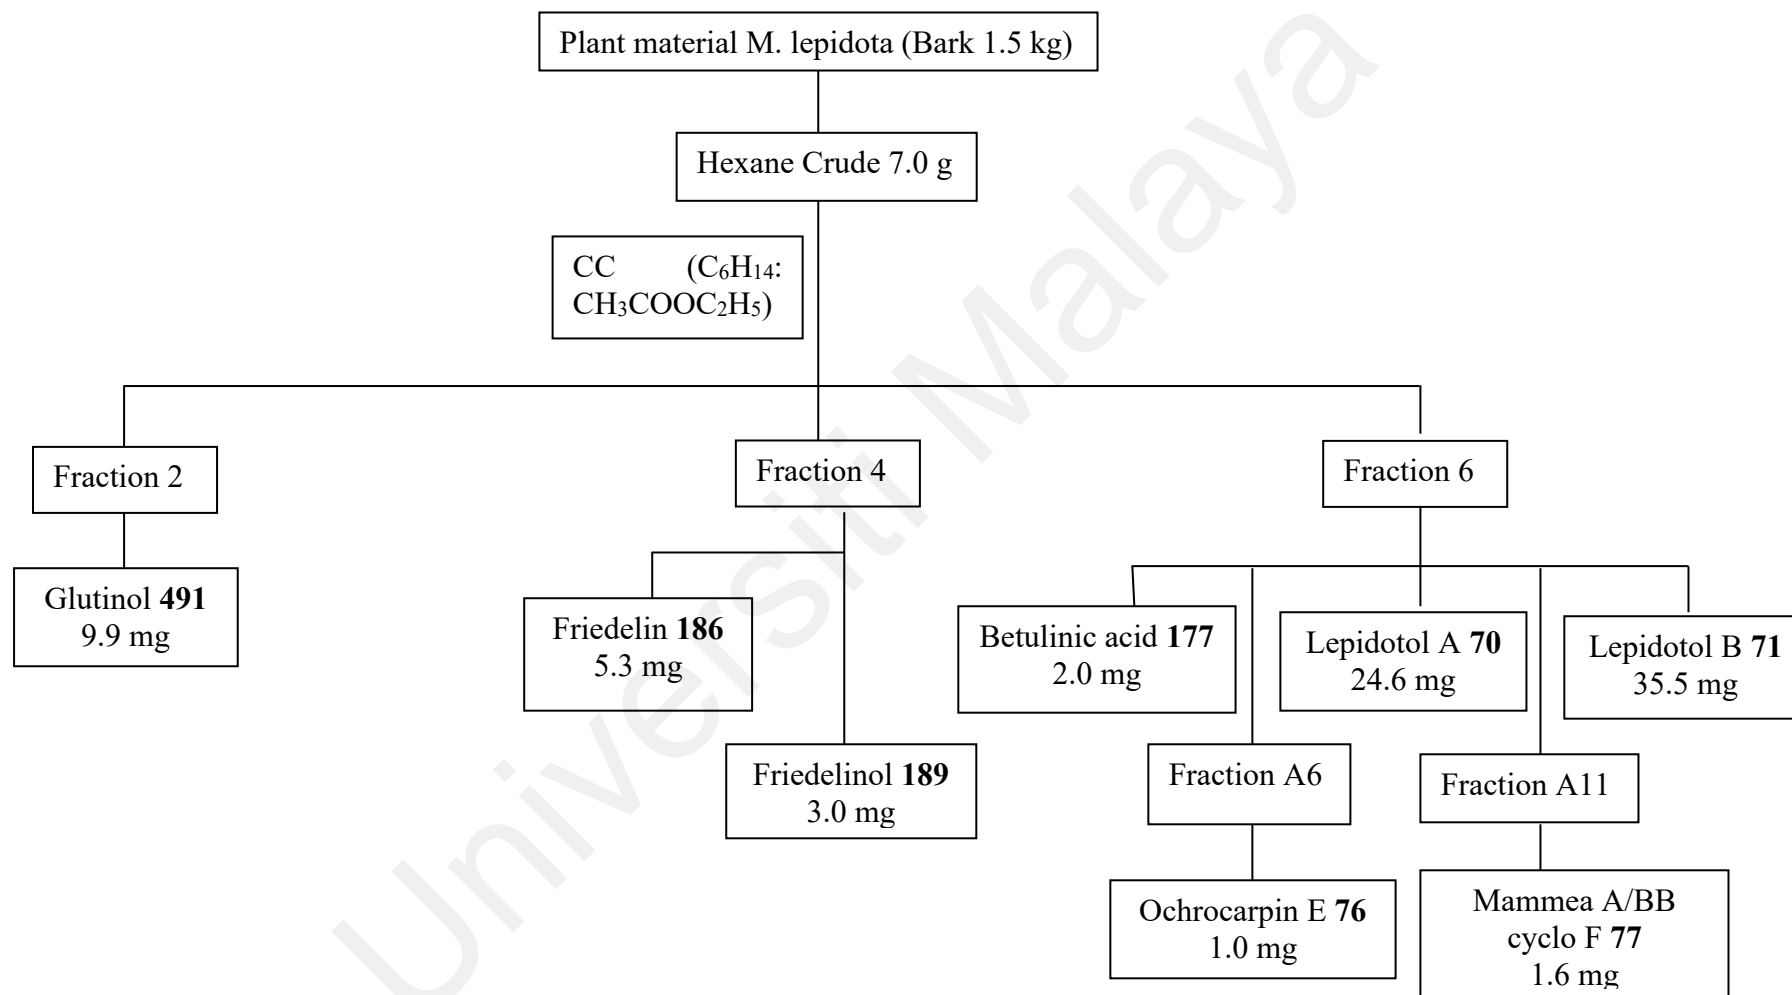 Plant material M. lepidota (Bark 1.5 kg)
Hexane Crude 7.0 g
CC (C₆H₁₄:
CH₃COOC₂H₅)
Fraction 2
Fraction 4
Fraction 6
Glutinol 491
9.9 mg
Friedelin 186
5.3 mg
Friedelinol 189
3.0 mg
Betulinic acid 177
2.0 mg
Lepidotol A 70
24.6 mg
Lepidotol B 71
35.5 mg
Fraction A6
Fraction A11
Ochrocarpin E 76
1.0 mg
Mammea A/BB
cyclo F 77
1.6 mg
Universiti Malaya